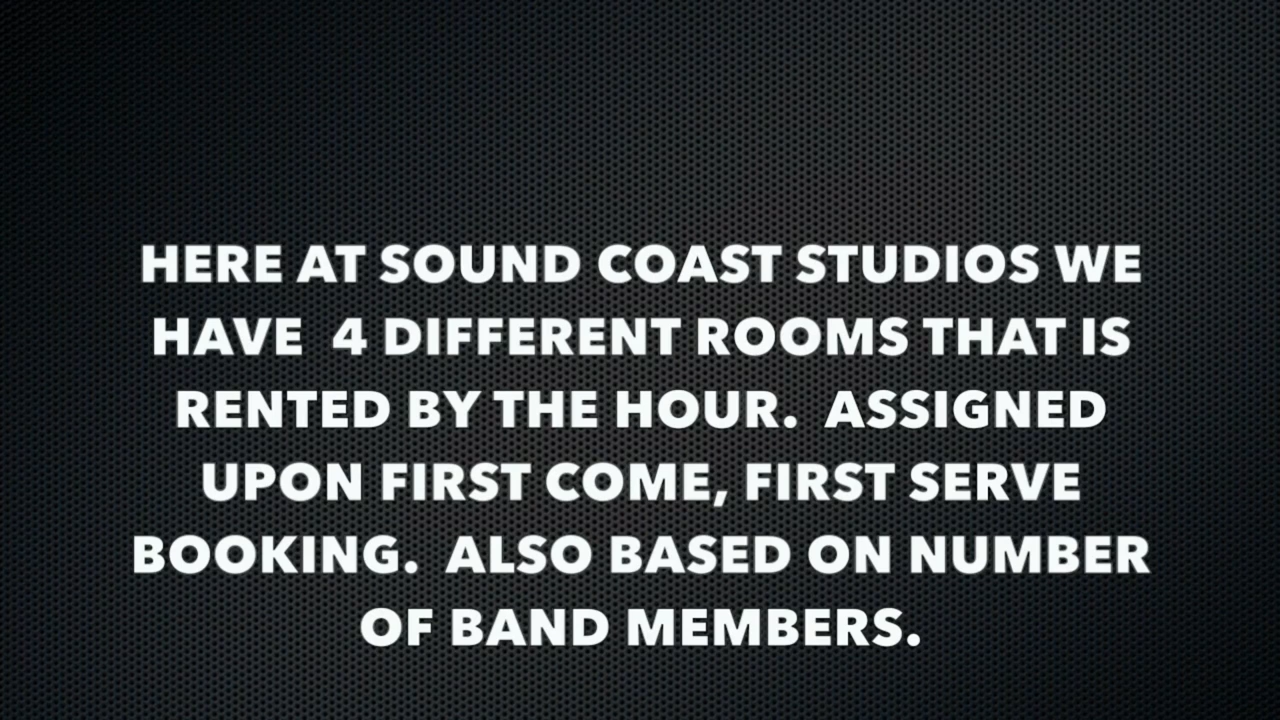 HERE AT SOUND COAST STUDIOS WE
HAVE  4 DIFFERENT ROOMS THAT IS
RENTED BY THE HOUR.  ASSIGNED
UPON FIRST COME, FIRST SERVE
BOOKING.  ALSO BASED ON NUMBER
OF BAND MEMBERS.